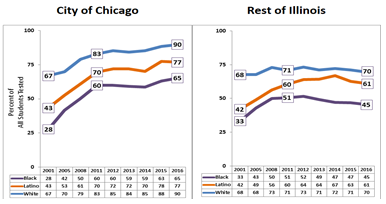 City of Chicago
Rest of Illinois
Percent of
All Students Tested
100
75
50
25
0
67
43
28
83
70
60
90
77
65
2001 2005 2008 2011 2012 2013 2014 2015 2016
Black 28 42 50 60 60 59 59 63 65
Latino 43 53 61 70 72 72 70 78 77
White 67 70 79 83 85 84 85 88 90
100
75
50
25
0
68
42
33
71
60
51
70
61
45
2001 2005 2008 2011 2012 2013 2014 2015 2016
Black 33 43 50 51 52 49 47 47 45
Latino 42 49 56 60 64 64 67 63 61
White 68 68 73 71 73 71 72 71 70